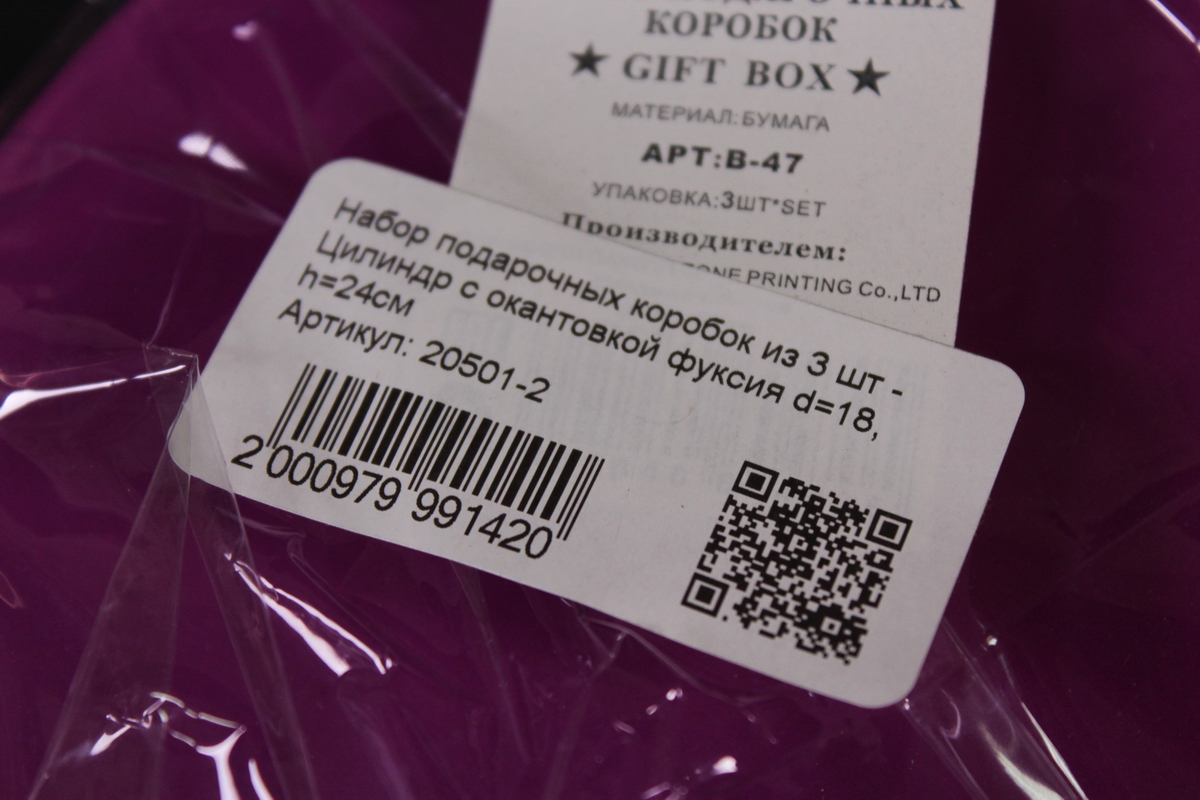 КОРОБОК
★ GIFT BOX ★
МАТЕРИАЛ:БУМАГА
АРТ:B-47
УПАКОВКА:3ШТ*SET
Производителем:
PRINTING Co.,LTD
Набор подарочных коробок из 3 шт -
Цилиндр с окантовкой фуксия d=18,
h=24см
Артикул: 20501-2
2 000979 991420